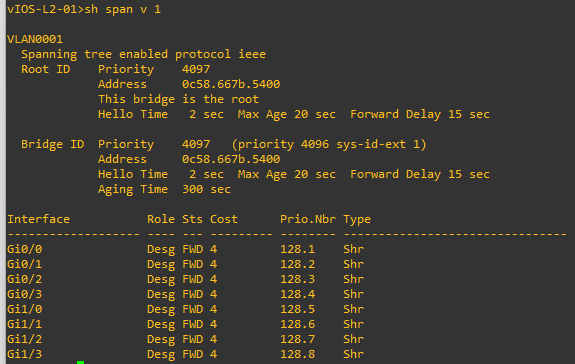 vIOS-L2-01>sh span v 1
VLAN0001
  Spanning tree enabled protocol ieee
  Root ID    Priority    4097
             Address     0c58.667b.5400
             This bridge is the root
             Hello Time   2 sec  Max Age 20 sec  Forward Delay 15 sec
  Bridge ID  Priority    4097   (priority 4096 sys-id-ext 1)
             Address     0c58.667b.5400
             Hello Time   2 sec  Max Age 20 sec  Forward Delay 15 sec
             Aging Time  300 sec
Interface           Role Sts Cost      Prio.Nbr Type
------------------- ---- --- --------- -------- --------------------------------
Gi0/0               Desg FWD 4         128.1    Shr
Gi0/1               Desg FWD 4         128.2    Shr
Gi0/2               Desg FWD 4         128.3    Shr
Gi0/3               Desg FWD 4         128.4    Shr
Gi1/0               Desg FWD 4         128.5    Shr
Gi1/1               Desg FWD 4         128.6    Shr
Gi1/2               Desg FWD 4         128.7    Shr
Gi1/3               Desg FWD 4         128.8    Shr